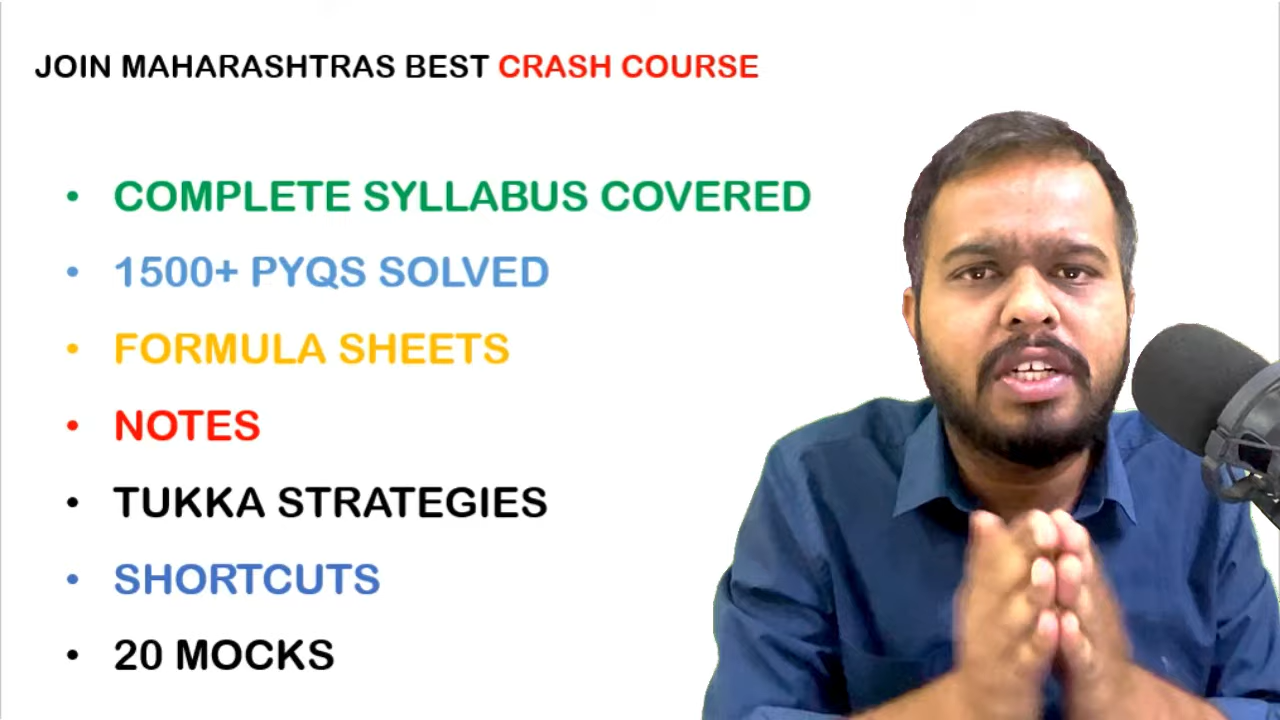 JOIN MAHARASHTRAS BEST CRASH COURSE
• COMPLETE SYLLABUS COVERED
• 1500+ PYQS SOLVED
• FORMULA SHEETS
• NOTES
• TUKKA STRATEGIES
• SHORTCUTS
• 20 MOCKS